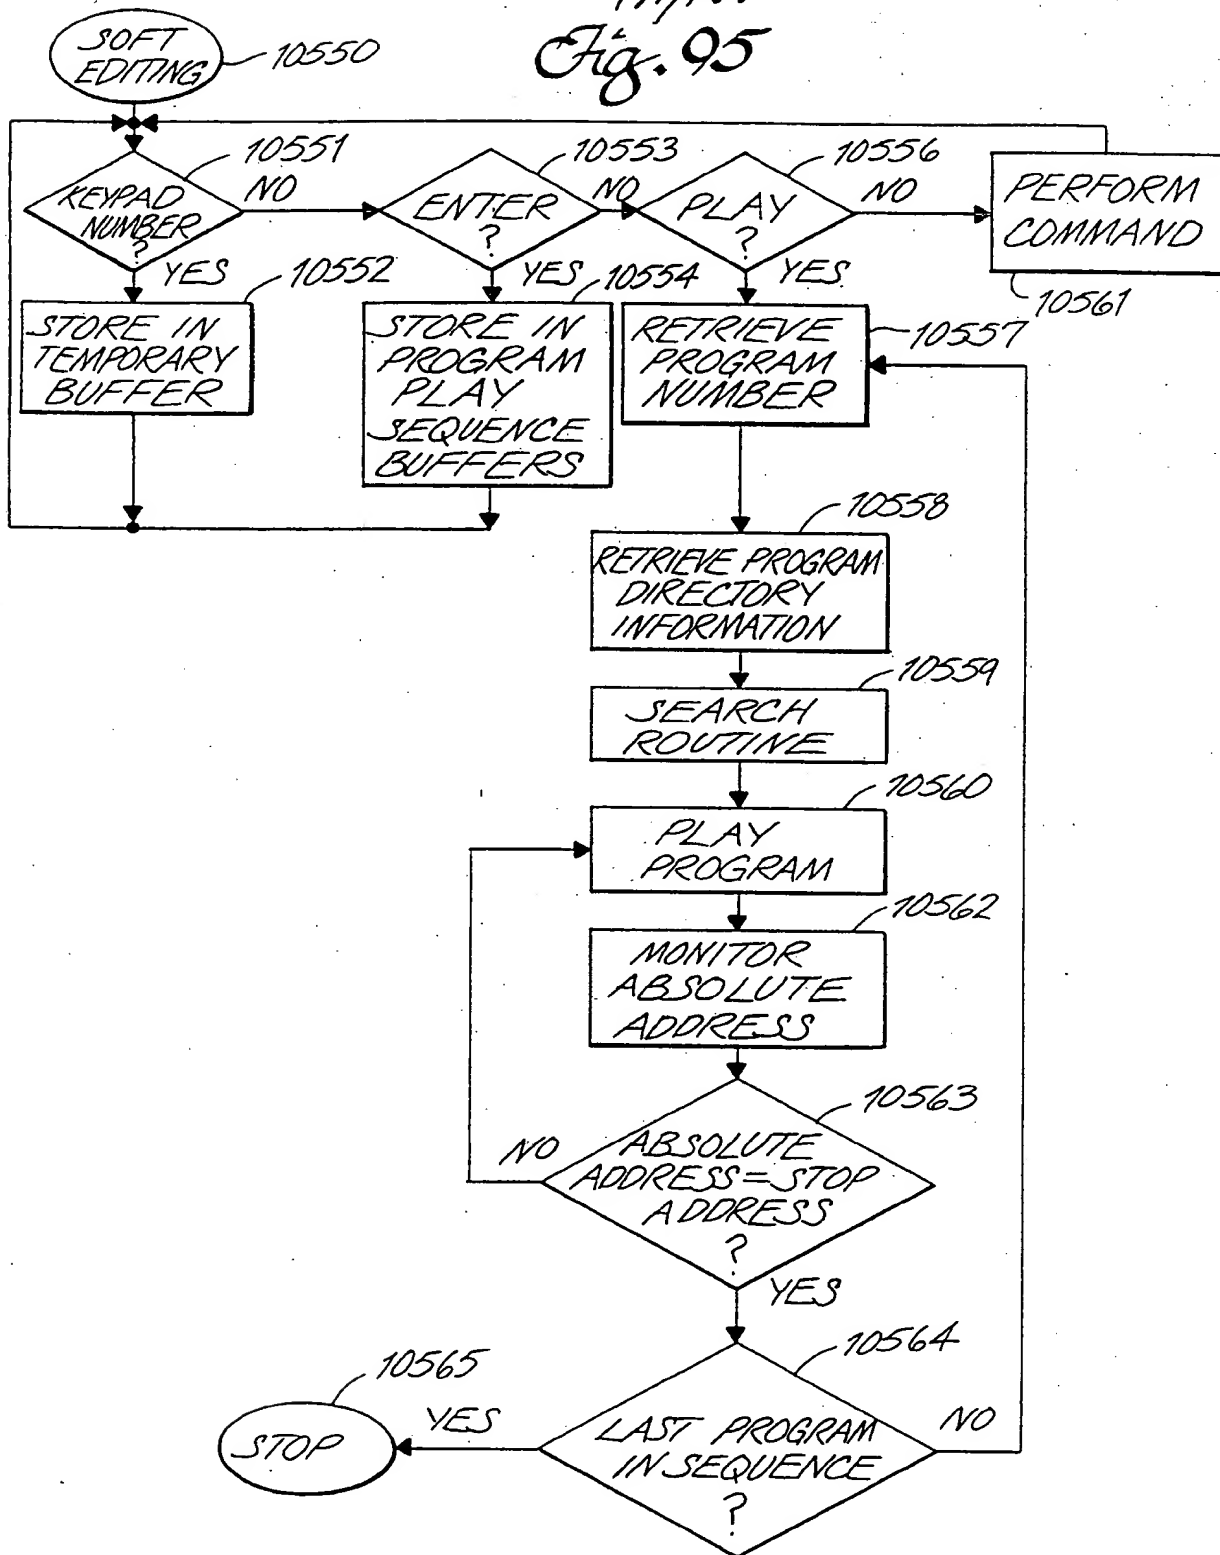 Fig. 95
SOFT
EDITING
10550
KEYPAD
NUMBER
?
10551
NO
YES
ENTER
?
10553
NO
YES
PLAY
?
10556
NO
YES
PERFORM
COMMAND
10561
STORE IN
TEMPORARY
BUFFER
10552
STORE IN
PROGRAM
PLAY
SEQUENCE
BUFFERS
10554
RETRIEVE
PROGRAM
NUMBER
10557
10558
RETRIEVE PROGRAM
DIRECTORY
INFORMATION
10559
SEARCH
ROUTINE
10560
PLAY
PROGRAM
10562
MONITOR
ABSOLUTE
ADDRESS
10563
NO
ABSOLUTE
ADDRESS=STOP
ADDRESS
?
YES
10564
LAST PROGRAM
IN SEQUENCE
?
NO
YES
10565
STOP